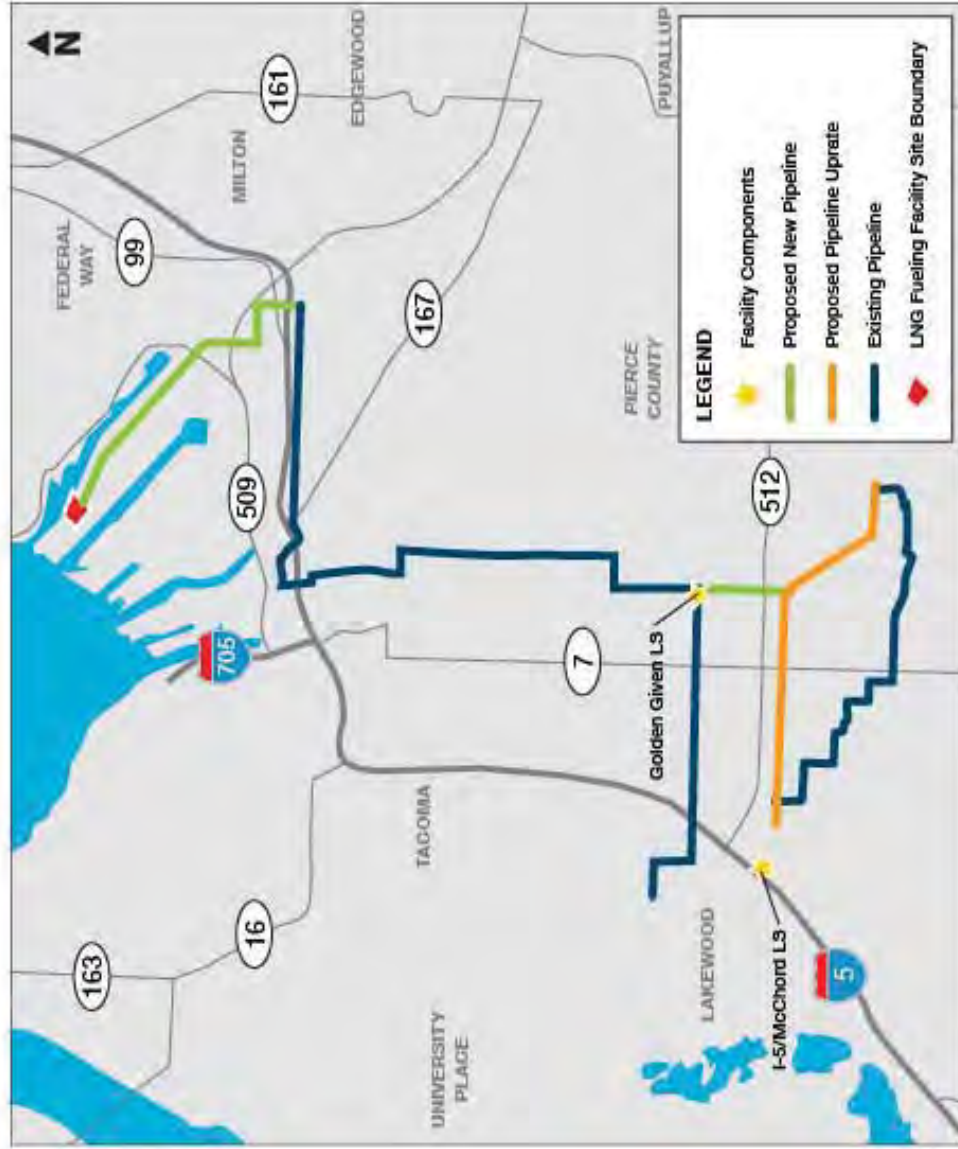 N
FEDERAL
WAY
99
161
MILTON
EDGEWOOD
509
705
163
16
167
PUYALLUP
TACOMA
7
PIERCE
COUNTY
UNIVERSITY
PLACE
Golden Given LS
LAKEWOOD
512
I-5/McChord LS
5
LEGEND
Facility Components
Proposed New Pipeline
Proposed Pipeline Uprate
Existing Pipeline
LNG Fueling Facility Site Boundary